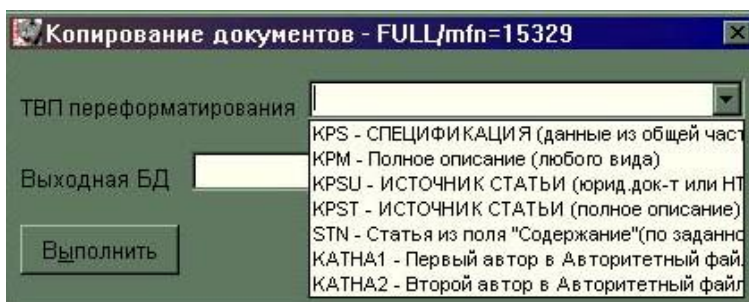 Копирование документов - FULL/mfn=15329
ТВП переформатирования
KPS - СПЕЦИФИКАЦИЯ (данные из общей част
KPM - Полное описание (любого вида)
KPSU - ИСТОЧНИК СТАТЬИ (юрид.док-т или НТ
KPST - ИСТОЧНИК СТАТЬИ (полное описание)
STN - Статья из поля "Содержание"(по заданно
KATHA1 - Первый автор в Авторитетный фай
KATHA2 - Второй автор в Авторитетный файл
Выходная БД
Выполнить